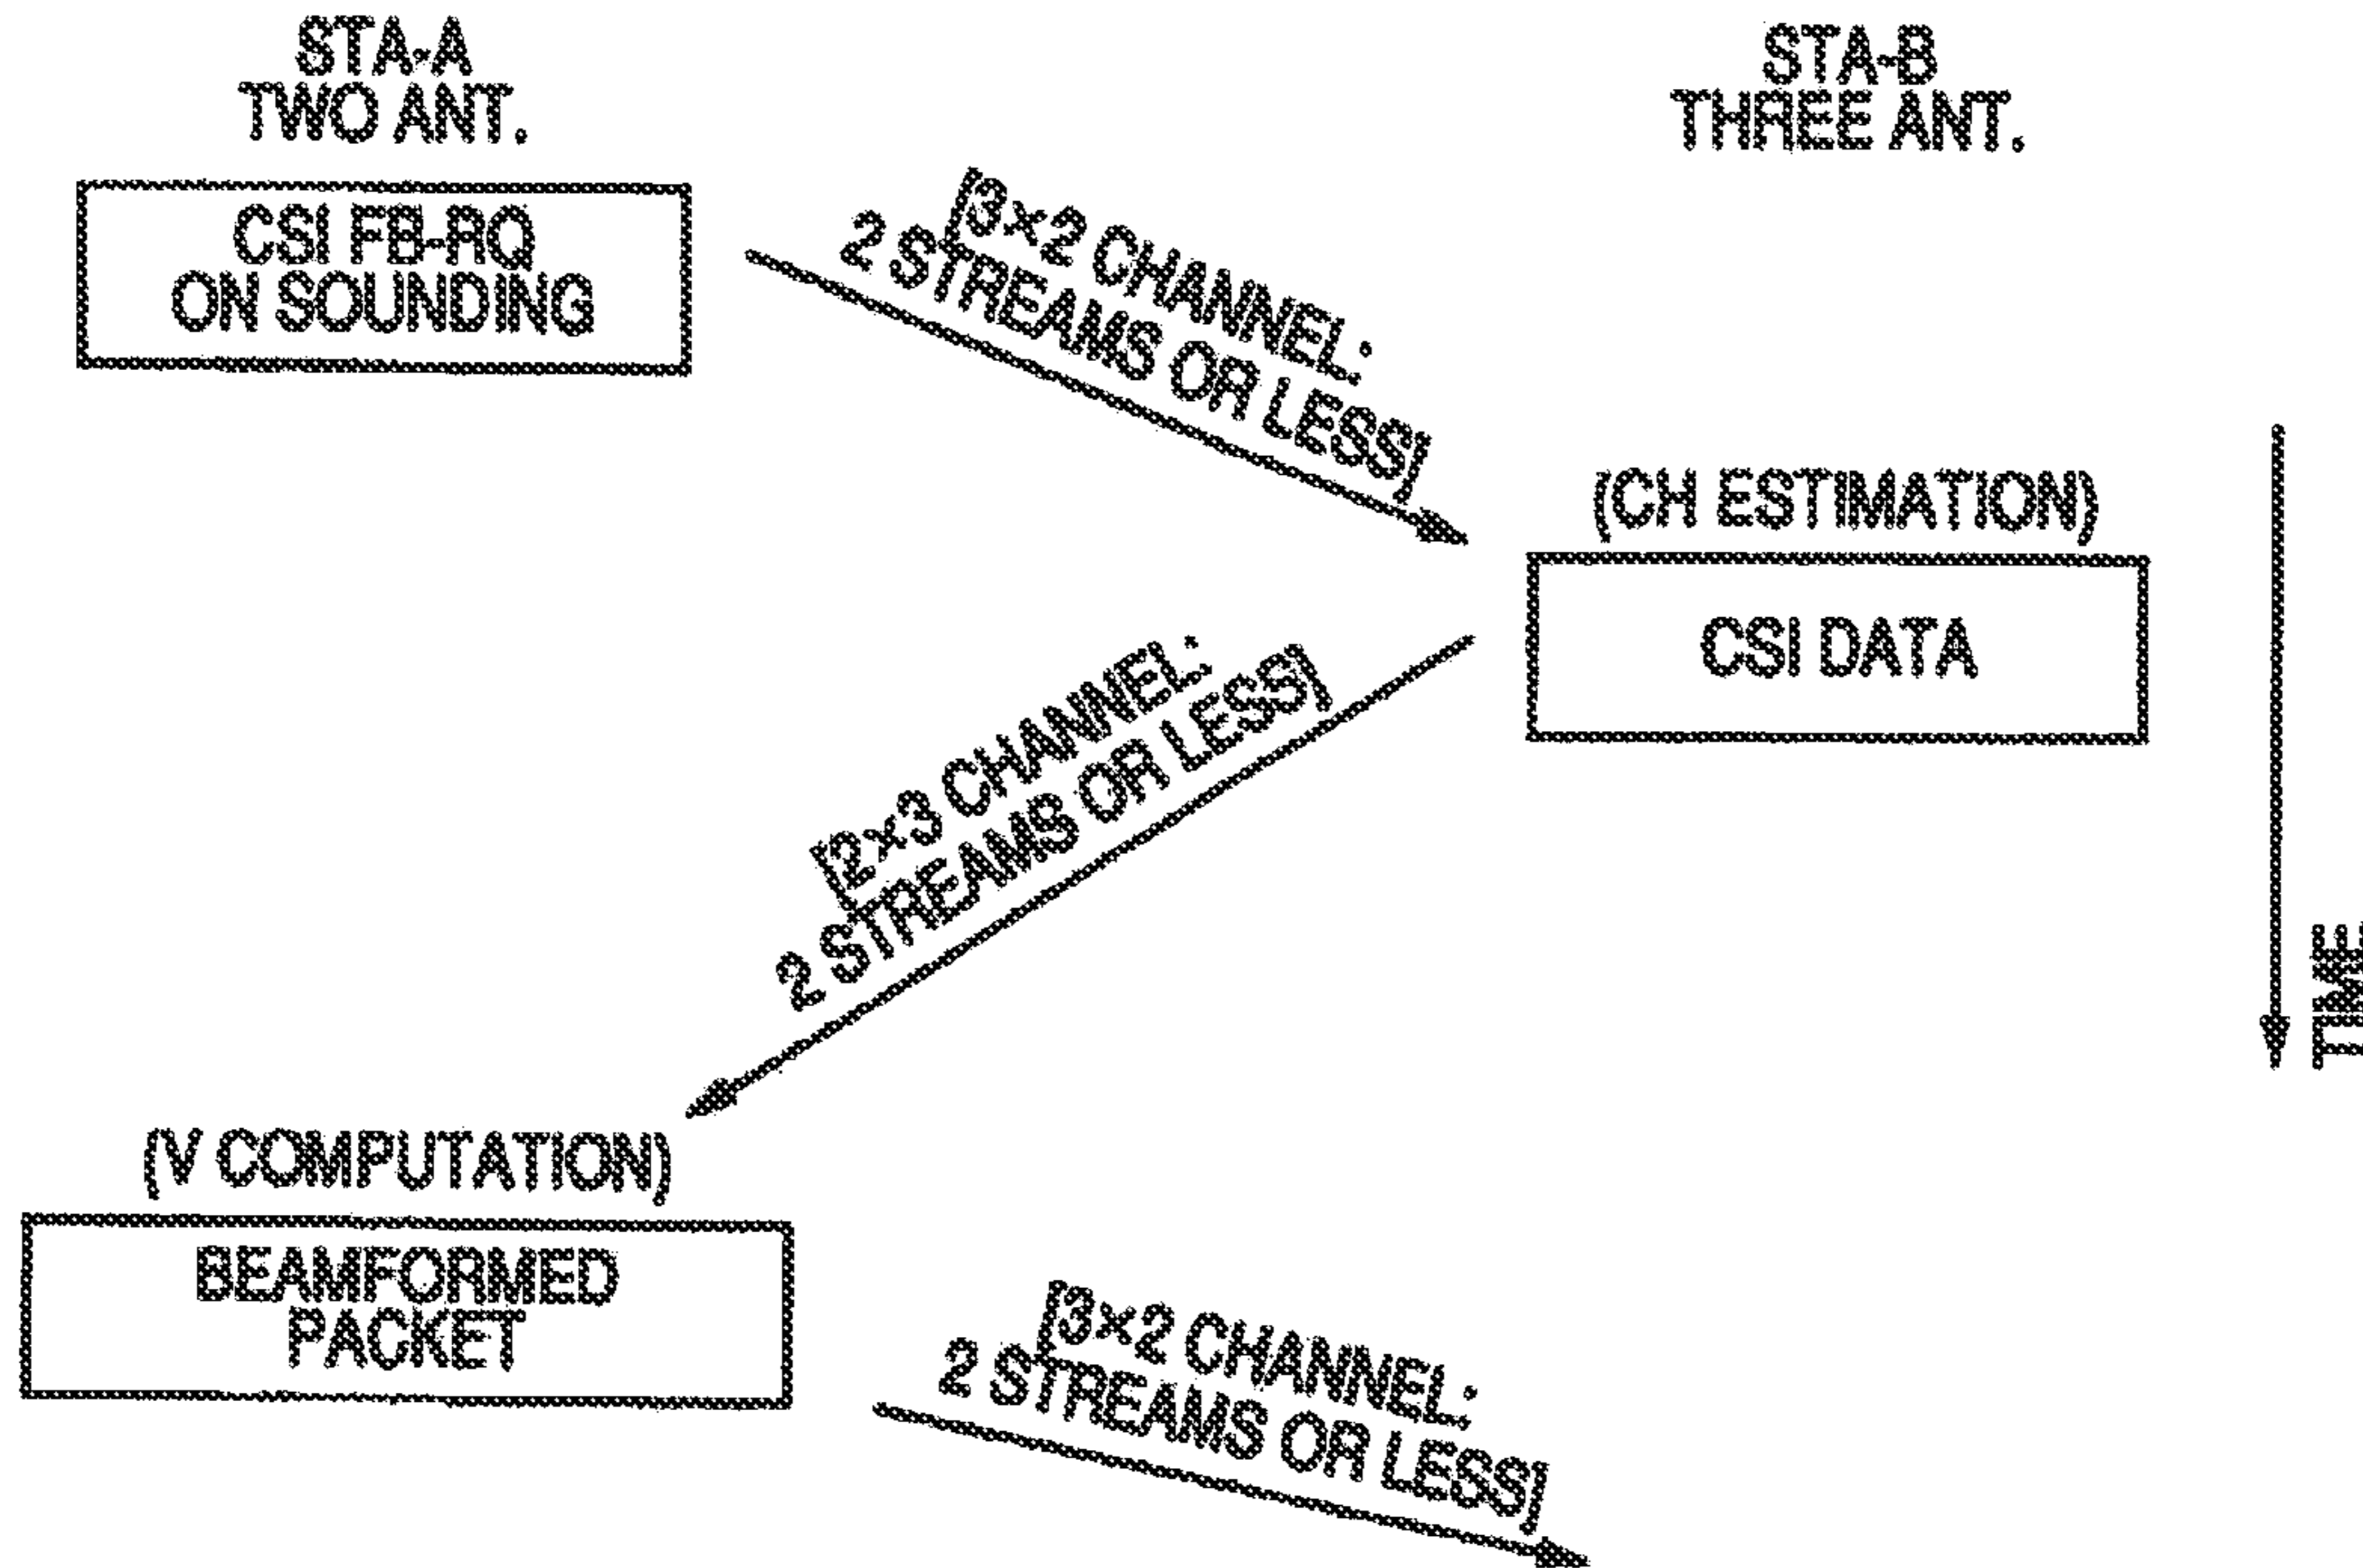 STA-A
TWO ANT.
STA-B
THREE ANT.
CSI FB-RQ
ON SOUNDING
[3×2 CHANNEL:
2 STREAMS OR LESS]
(CH ESTIMATION)
CSI DATA
[2×3 CHANNEL:
2 STREAMS OR LESS]
TIME
(V COMPUTATION)
BEAMFORMED
PACKET
[3×2 CHANNEL:
2 STREAMS OR LESS]